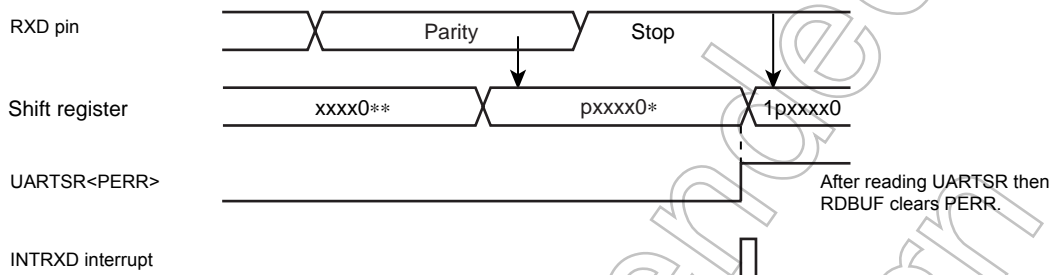 RXD pin
Parity
Stop
Shift register
xxxx0**
pxxxx0*
1pxxxx0
UARTSR<PERR>
After reading UARTSR then
RDBUF clears PERR.
INTRXD interrupt